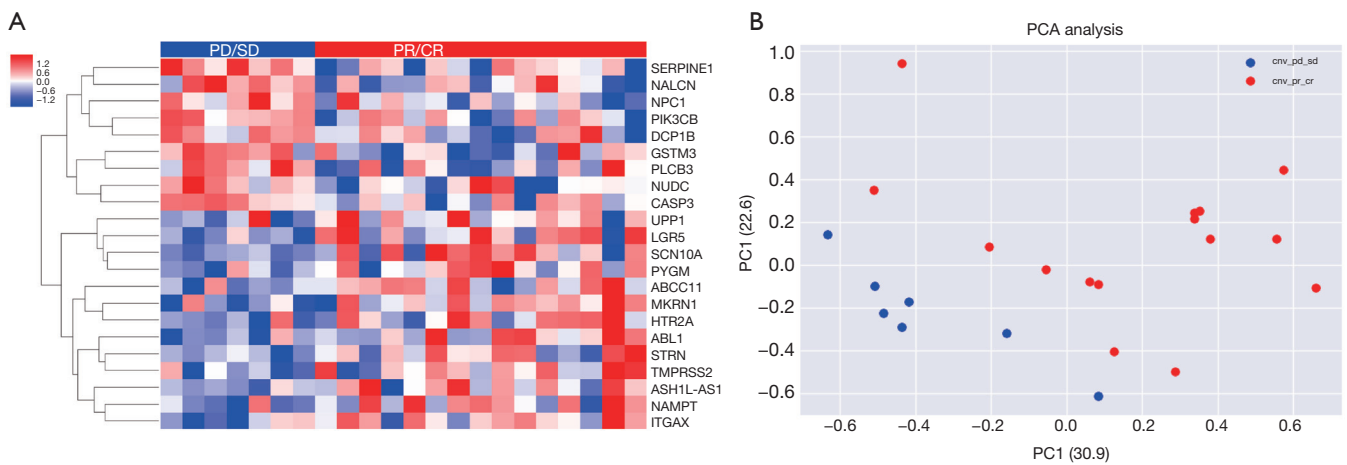 A
PD/SD PR/CR
1.2
0.6
0.0
−0.6
−1.2
SERPINE1
NALCN
NPC1
PIK3CB
DCP1B
GSTM3
PLCB3
NUDC
CASP3
UPP1
LGR5
SCN10A
PYGM
ABCC11
MKRN1
HTR2A
ABL1
STRN
TMPRSS2
ASH1L-AS1
NAMPT
ITGAX
B
PCA analysis
cnv_pd_sd
cnv_pr_cr
PC1 (22.6)
1.0
0.8
0.6
0.4
0.2
0.0
−0.2
−0.4
−0.6
−0.6 −0.4 −0.2 0.0 0.2 0.4 0.6
PC1 (30.9)